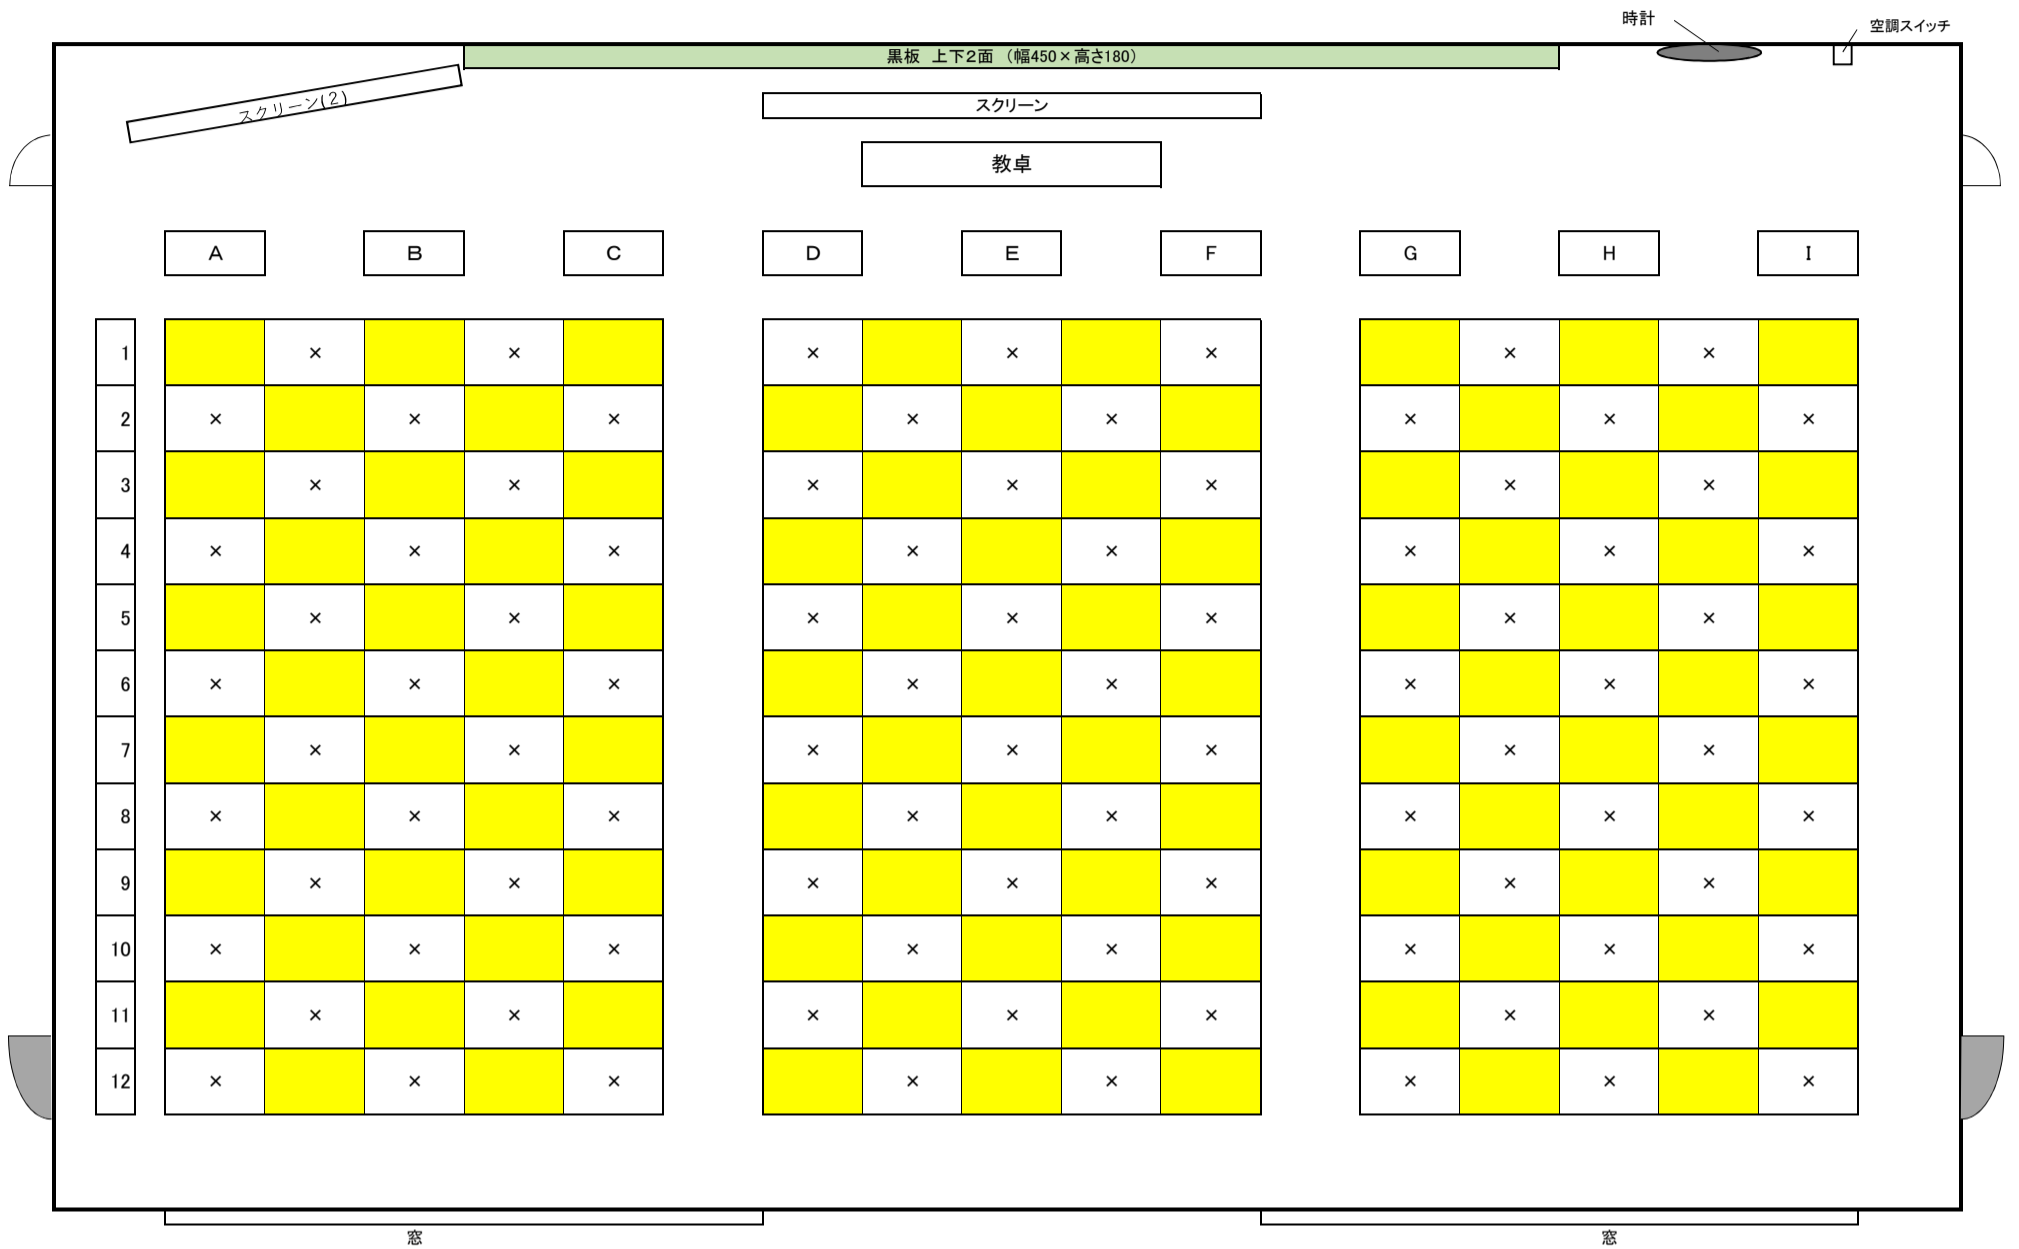 時計
空調スイッチ
黒板　上下２面　（幅450×高さ180）
スクリーン(2)
スクリーン
教卓
A B C D E F G H I
1 × × × × × × ×
2 × × × × × × × ×
3 × × × × × × ×
4 × × × × × × × ×
5 × × × × × × ×
6 × × × × × × × ×
7 × × × × × × ×
8 × × × × × × × ×
9 × × × × × × ×
10 × × × × × × × ×
11 × × × × × × ×
12 × × × × × × × ×
窓 窓